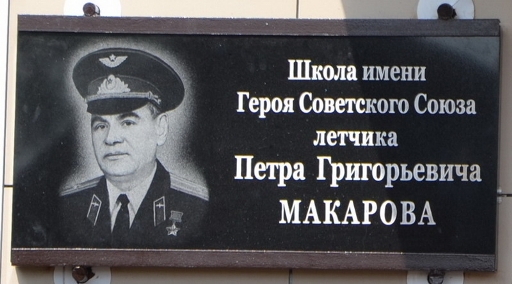 Школа имени
Героя Советского Союза
летчика
Петра Григорьевича
МАКАРОВА